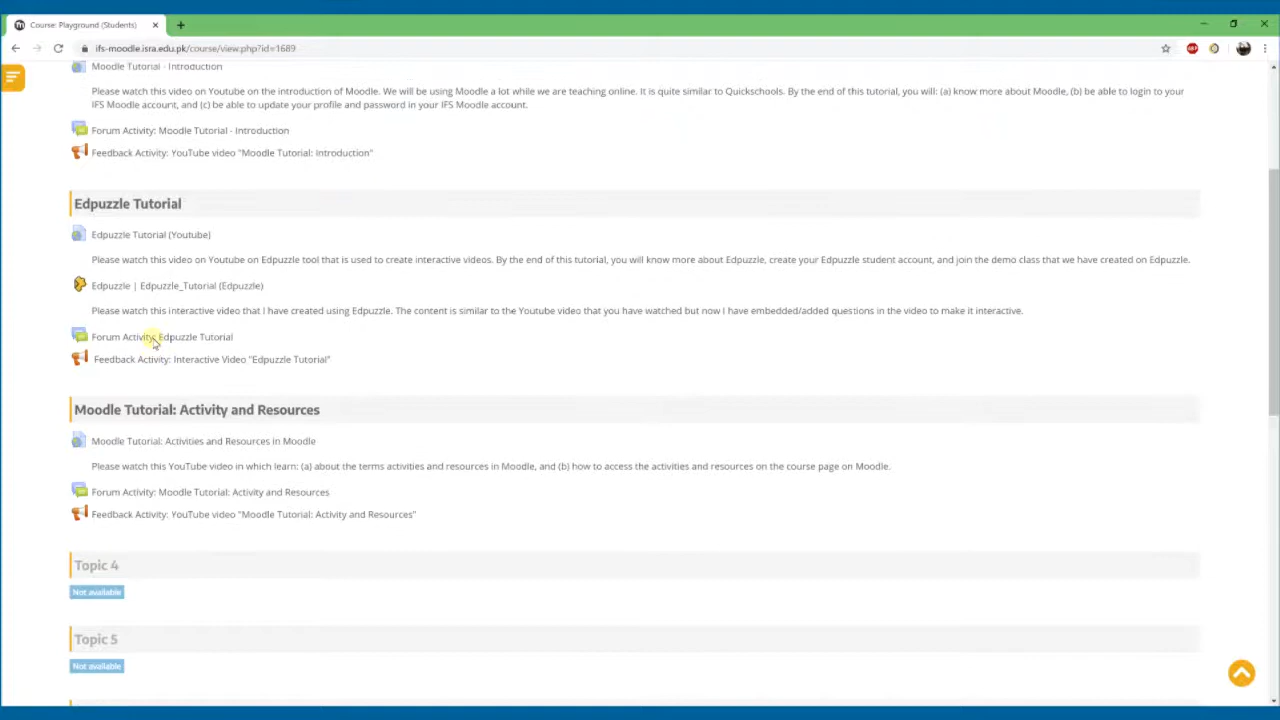 Course: Playground (Students)
ifs-moodle.isra.edu.pk/course/view.php?id=1689
Moodle Tutorial - Introduction
Please watch this video on Youtube on the introduction of Moodle. We will be using Moodle a lot while we are teaching online. It is quite similar to Quickschools. By the end of this tutorial, you will: (a) know more about Moodle, (b) be able to login to your
IFS Moodle account, and (c) be able to update your profile and password in your IFS Moodle account.
Forum Activity: Moodle Tutorial - Introduction
Feedback Activity: YouTube video "Moodle Tutorial: Introduction"
Edpuzzle Tutorial
Edpuzzle Tutorial (Youtube)
Please watch this video on Youtube on Edpuzzle tool that is used to create interactive videos. By the end of this tutorial, you will know more about Edpuzzle, create your Edpuzzle student account, and join the demo class that we have created on Edpuzzle.
Edpuzzle | Edpuzzle_Tutorial (Edpuzzle)
Please watch this interactive video that I have created using Edpuzzle. The content is similar to the Youtube video that you have watched but now I have embedded/added questions in the video to make it interactive.
Forum Activity: Edpuzzle Tutorial
Feedback Activity: Interactive Video "Edpuzzle Tutorial"
Moodle Tutorial: Activity and Resources
Moodle Tutorial: Activities and Resources in Moodle
Please watch this YouTube video in which learn: (a) about the terms activities and resources in Moodle, and (b) how to access the activities and resources on the course page on Moodle.
Forum Activity: Moodle Tutorial: Activity and Resources
Feedback Activity: YouTube video "Moodle Tutorial: Activity and Resources"
Topic 4
Not available
Topic 5
Not available